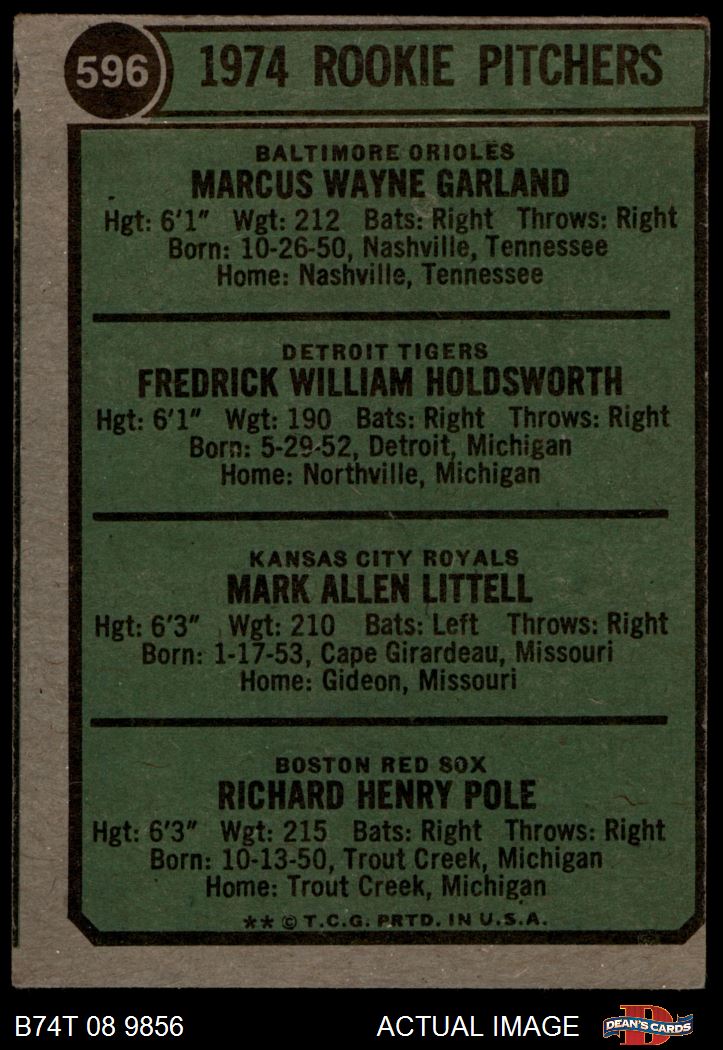 596
1974 ROOKIE PITCHERS
BALTIMORE ORIOLES
MARCUS WAYNE GARLAND
Hgt: 6'1" Wgt: 212 Bats: Right Throws: Right
Born: 10-26-50, Nashville, Tennessee
Home: Nashville, Tennessee
DETROIT TIGERS
FREDRICK WILLIAM HOLDSWORTH
Hgt: 6'1" Wgt: 190 Bats: Right Throws: Right
Born: 5-29-52, Detroit, Michigan
Home: Northville, Michigan
KANSAS CITY ROYALS
MARK ALLEN LITTELL
Hgt: 6'3" Wgt: 210 Bats: Left Throws: Right
Born: 1-17-53, Cape Girardeau, Missouri
Home: Gideon, Missouri
BOSTON RED SOX
RICHARD HENRY POLE
Hgt: 6'3" Wgt: 215 Bats: Right Throws: Right
Born: 10-13-50, Trout Creek, Michigan
Home: Trout Creek, Michigan
** © T.C.G. PRTD. IN U.S.A.
B74T 08 9856 ACTUAL IMAGE
D
DEAN'S CARDS